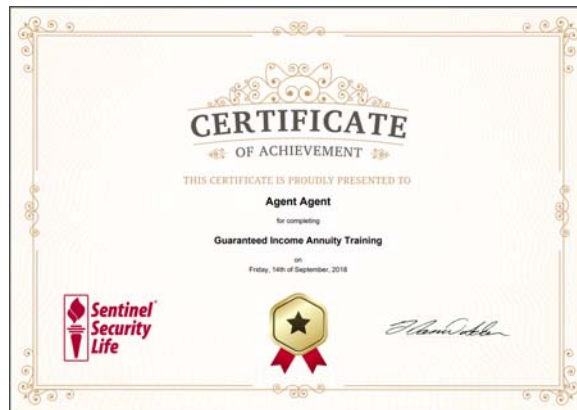 CERTIFICATE
OF ACHIEVEMENT
THIS CERTIFICATE IS PROUDLY PRESENTED TO
Agent Agent
for completing
Guaranteed Income Annuity Training
on
Friday, 14th of September, 2018
Sentinel®
Security
Life